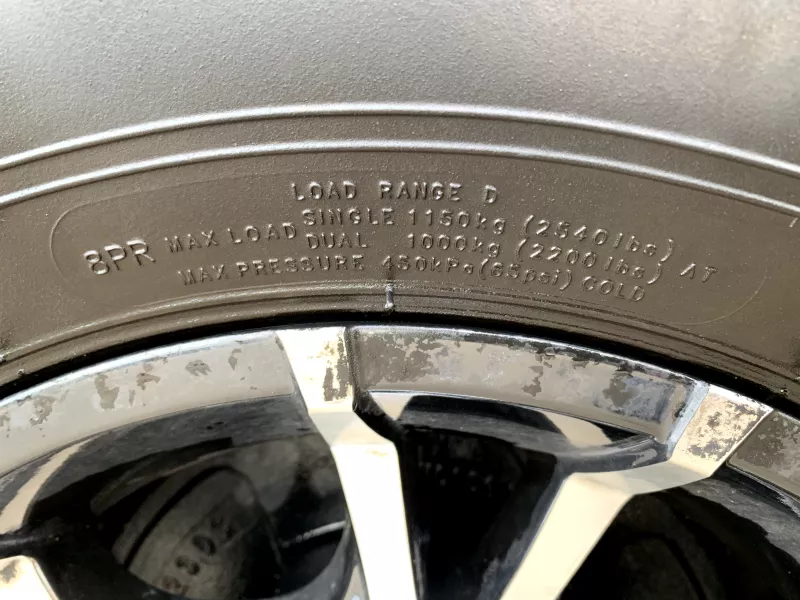 LOAD RANGE D
8PR MAX LOAD SINGLE 1150kg (2540lbs) AT
DUAL 1000kg (2200lbs)
MAX PRESSURE 450kPa(65psi) COLD